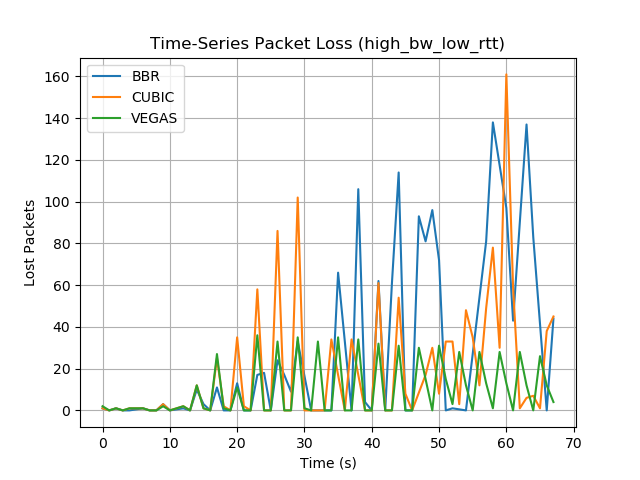 Time-Series Packet Loss (high_bw_low_rtt)
BBR
CUBIC
VEGAS
Lost Packets
160
140
120
100
80
60
40
20
0
0 10 20 30 40 50 60 70
Time (s)